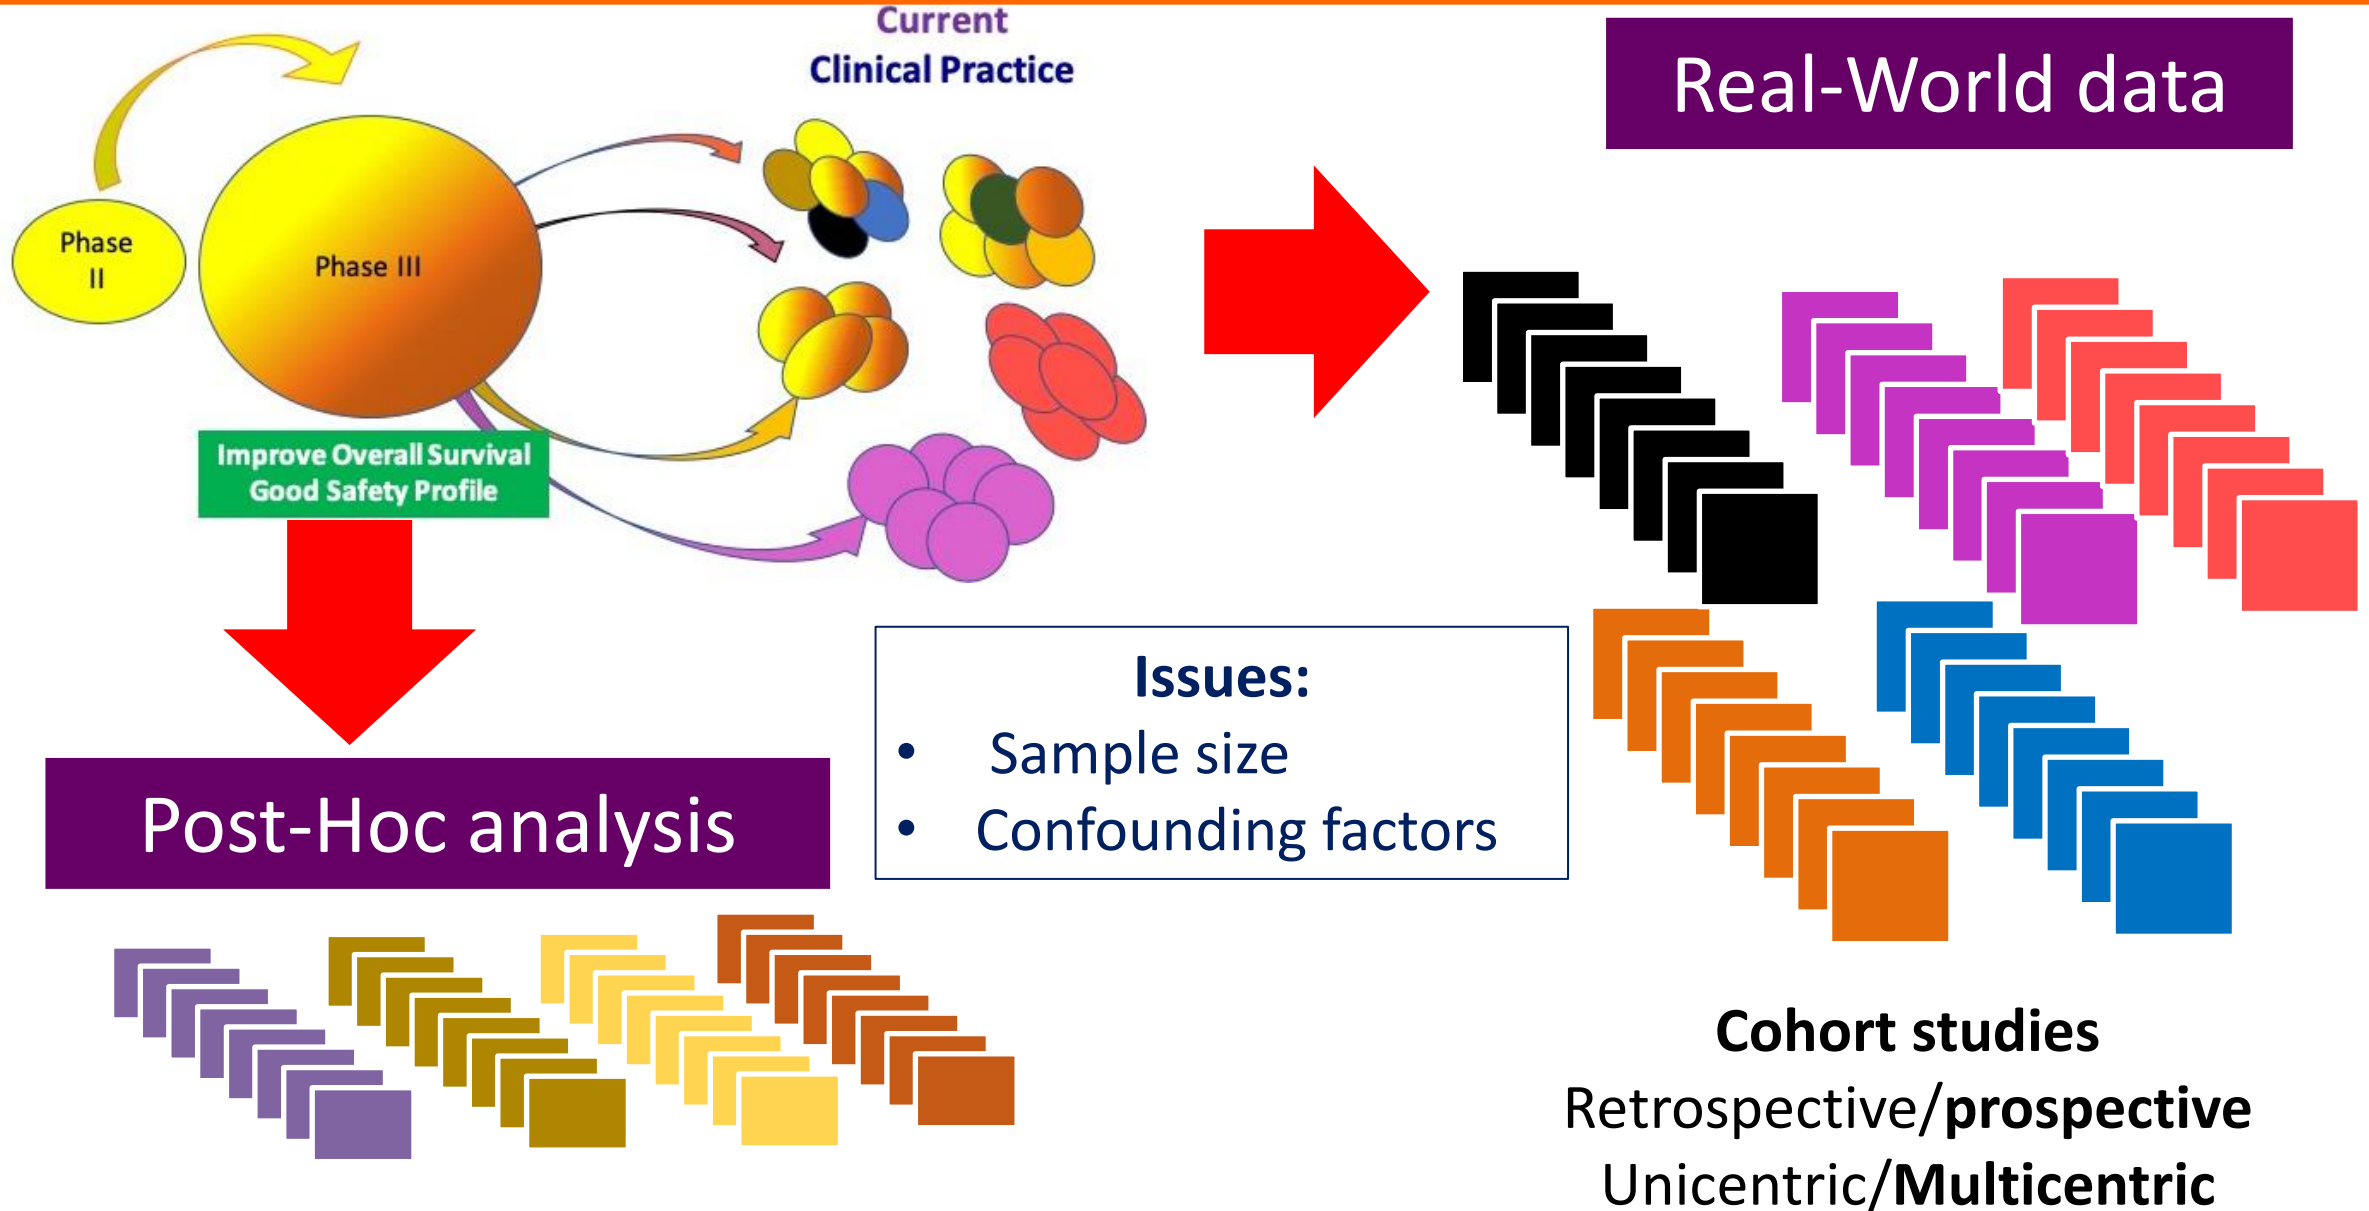 Current
Clinical Practice
Real-World data
Phase
II
Phase III
Improve Overall Survival
Good Safety Profile
Issues:
• Sample size
• Confounding factors
Post-Hoc analysis
Cohort studies
Retrospective/prospective
Unicentric/Multicentric